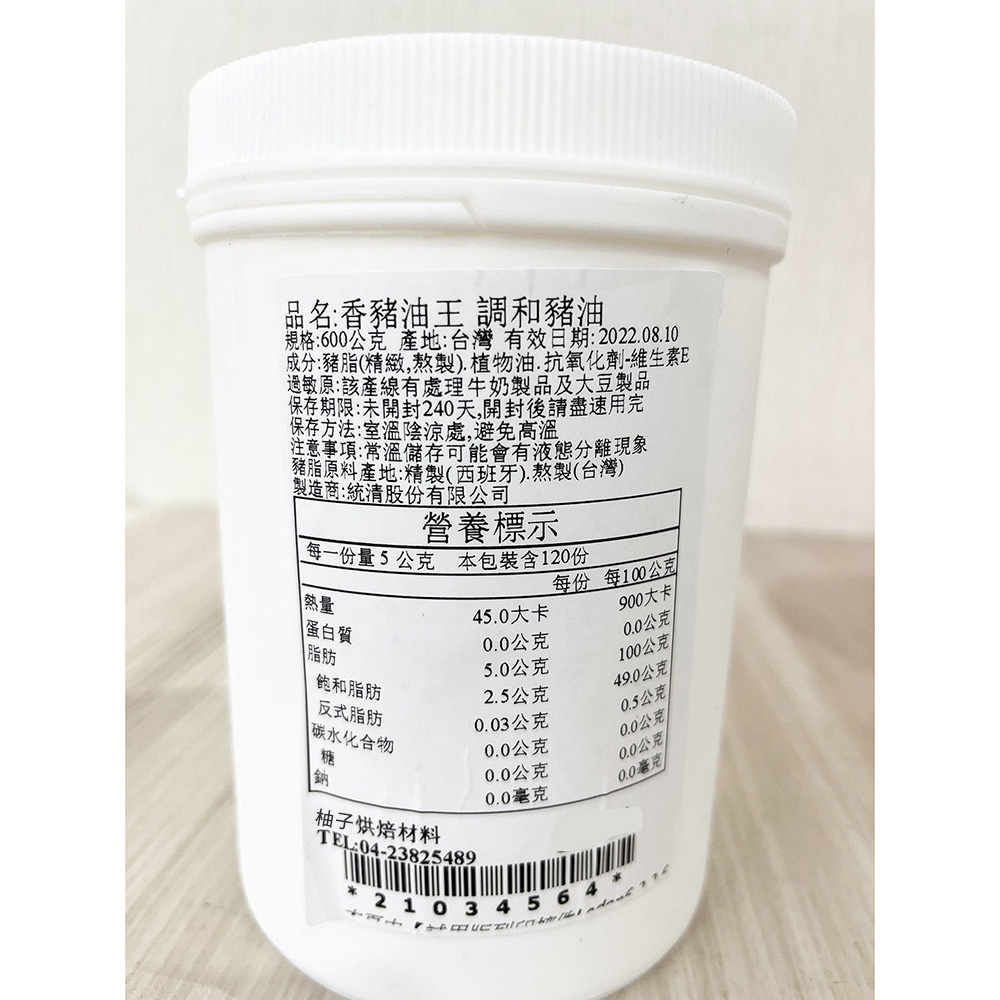 品名:香豬油王 調和豬油
規格:600公克 產地:台灣 有效日期:2022.08.10
成分:豬脂(精緻,熬製).植物油.抗氧化劑-維生素E
過敏原:該產線有處理牛奶製品及大豆製品
保存期限:未開封240天,開封後請盡速用完
保存方法:室溫陰涼處,避免高溫
注意事項:常溫儲存可能會有液態分離現象
豬脂原料產地:精製(西班牙).熬製(台灣)
製造商:統清股份有限公司
營養標示
每一份量 5 公克 本包裝含120份
每份 每100公克
熱量 45.0大卡 900大卡
蛋白質 0.0公克 0.0公克
脂肪 5.0公克 100公克
飽和脂肪 2.5公克 49.0公克
反式脂肪 0.03公克 0.5公克
碳水化合物 0.0公克 0.0公克
糖 0.0公克 0.0公克
鈉 0.0毫克 0.0毫克
柚子烘焙材料
TEL:04-23825489
* 2 1 0 3 4 5 6 4 *